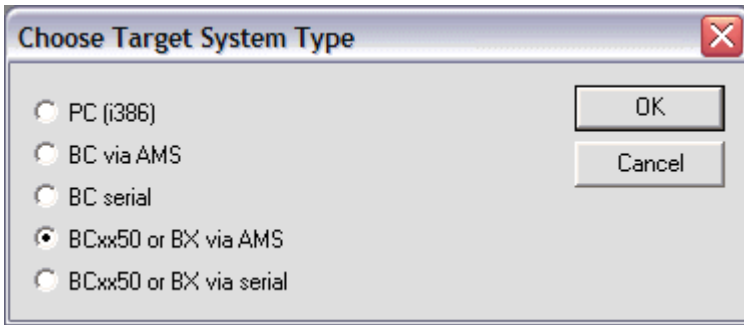 Choose Target System Type
PC (i386)
OK
BC via AMS
Cancel
BC serial
BCxx50 or BX via AMS
BCxx50 or BX via serial